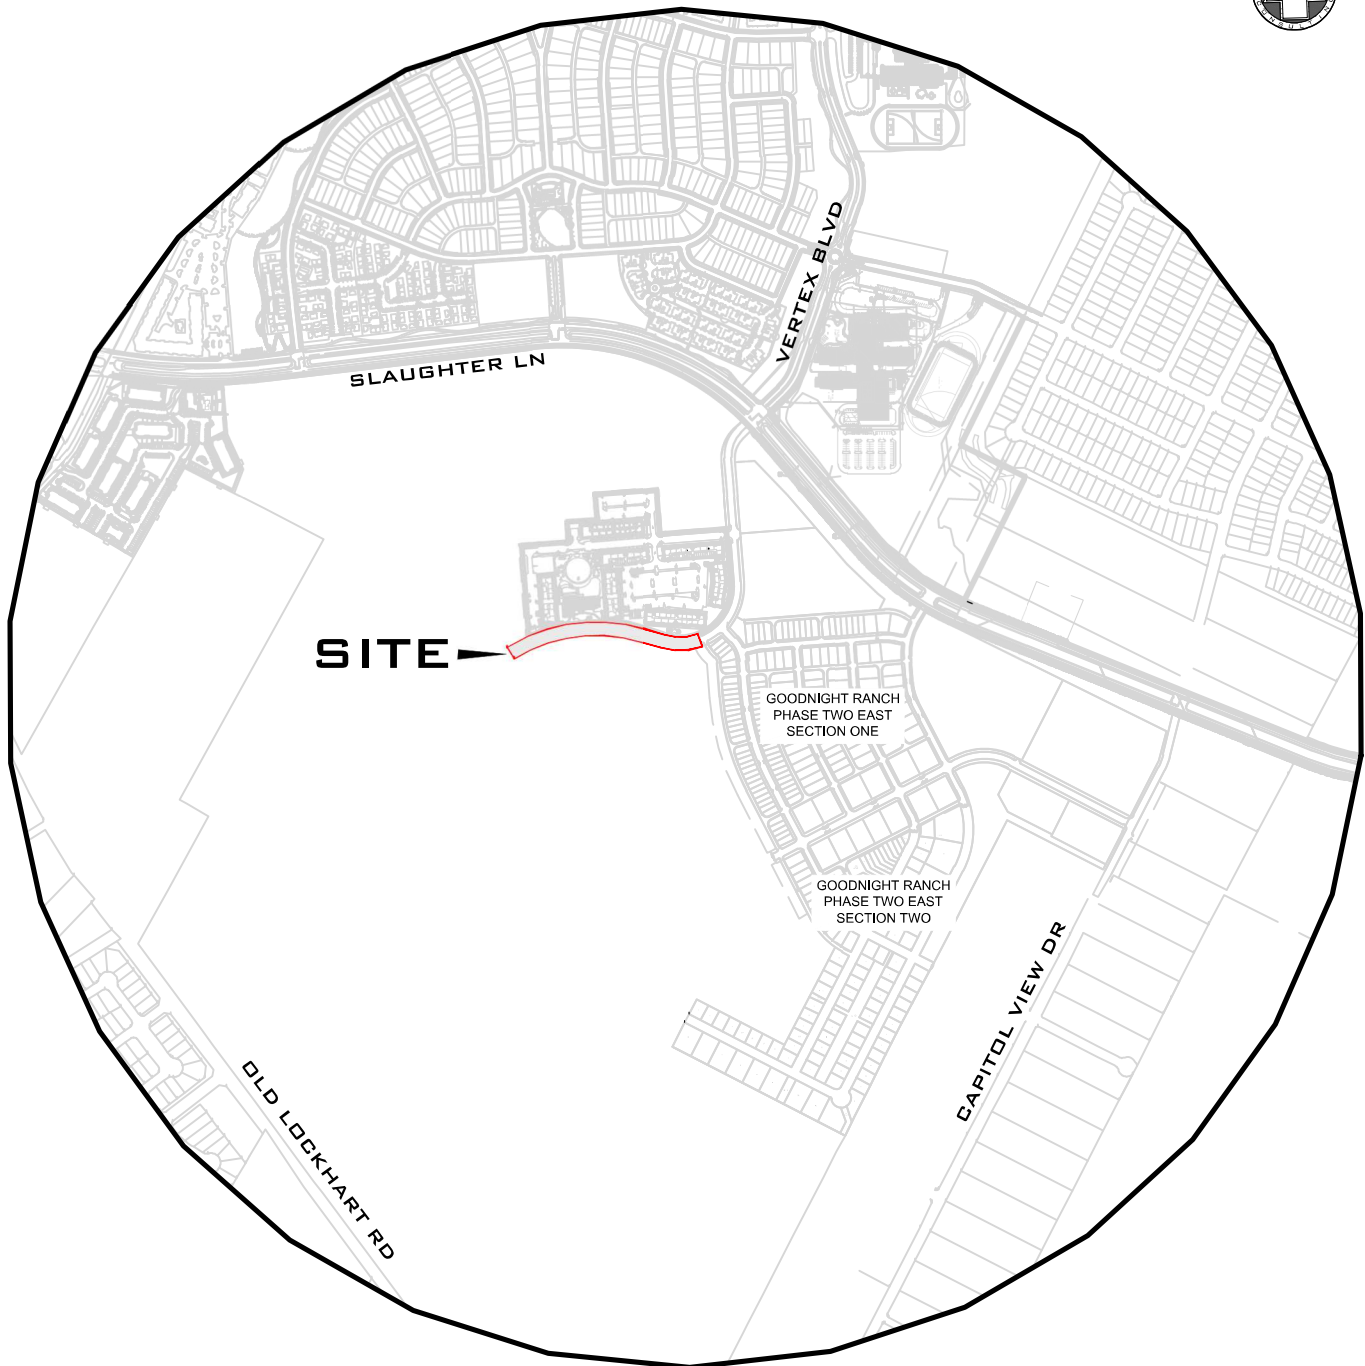 CONSULTING
VERTEX BLVD
SLAUGHTER LN
SITE
GOODNIGHT RANCH
PHASE TWO EAST
SECTION ONE
GOODNIGHT RANCH
PHASE TWO EAST
SECTION TWO
CAPITOL VIEW DR
OLD LOCKHART RD